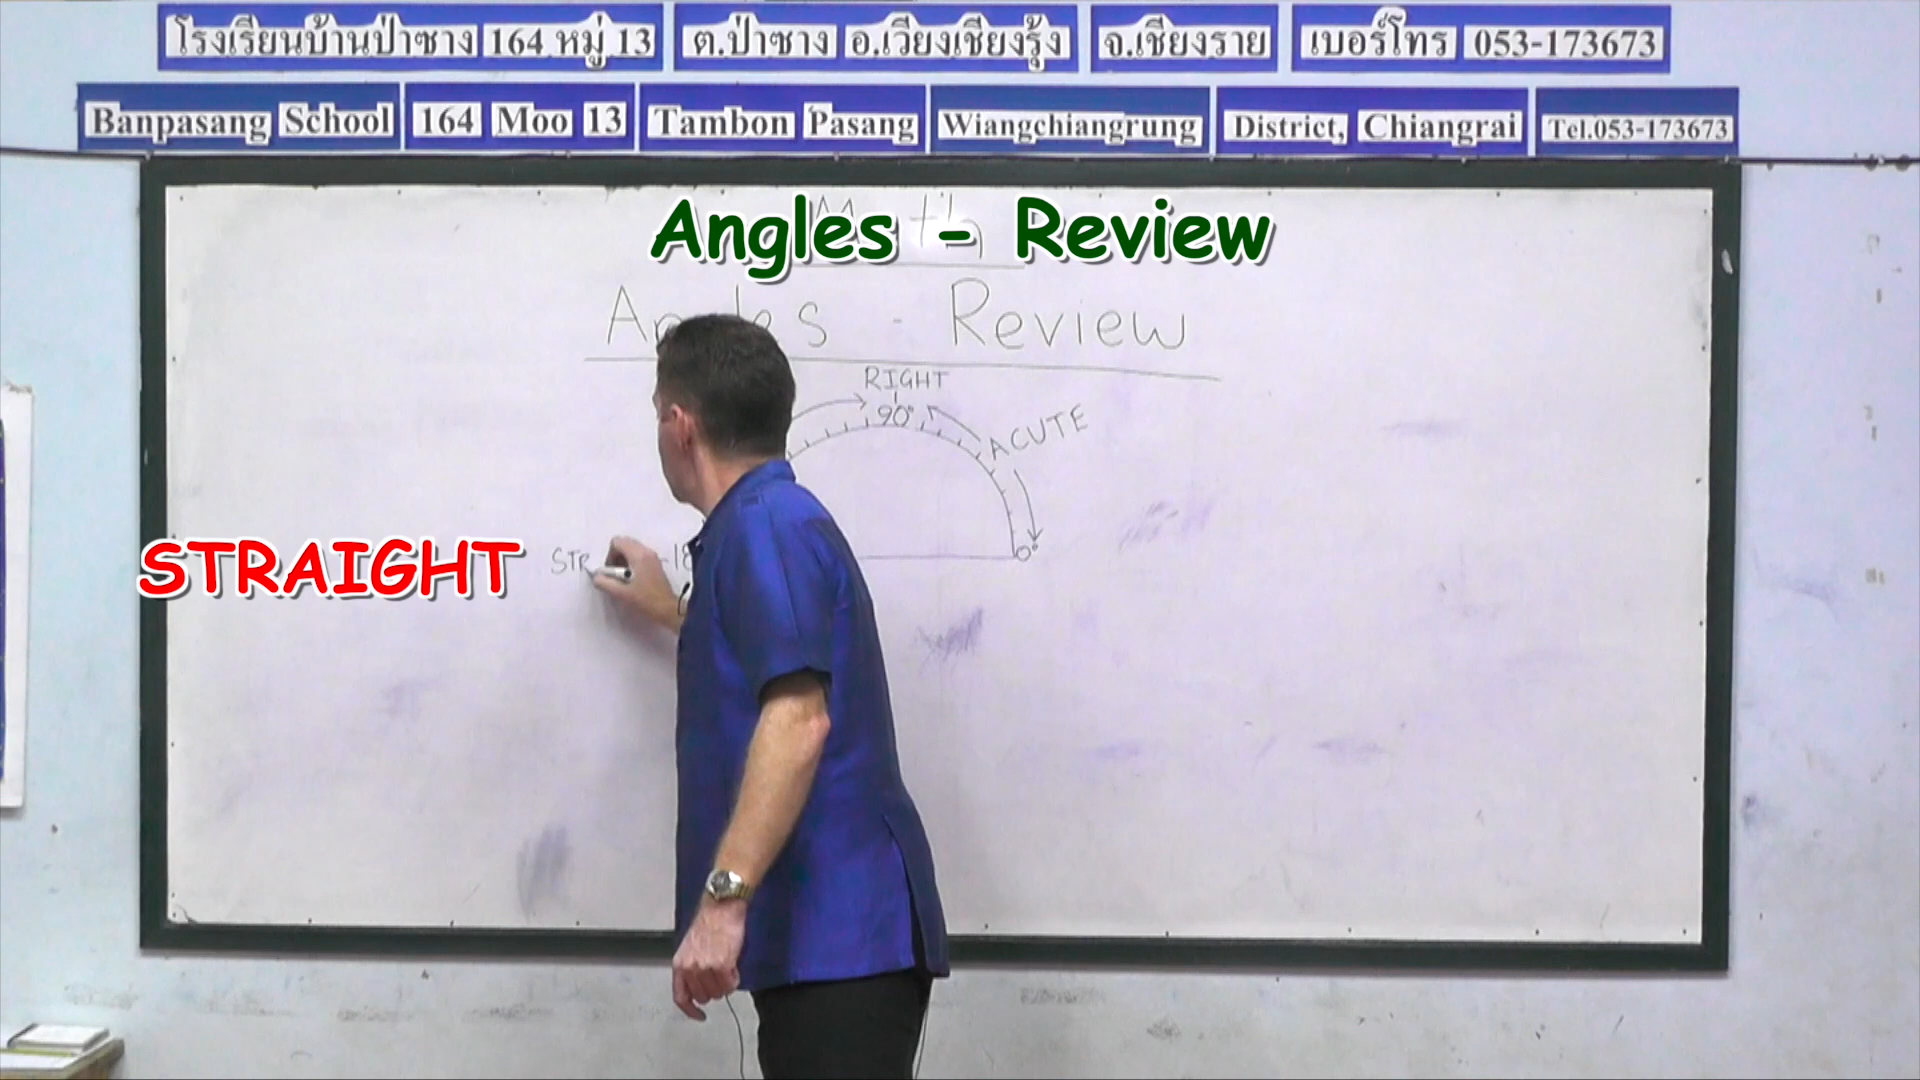 โรงเรียนบ้านป่าซาง 164 หมู่ 13 ต.ป่าซาง อ.เวียงเชียงรุ้ง จ.เชียงราย เบอร์โทร 053-173673
Banpasang School 164 Moo 13 Tambon Pasang Wiangchiangrung District, Chiangrai Tel.053-173673
Angles - Review
Angles - Review
RIGHT
90°
ACUTE
STRAIGHT
STR -18
0°